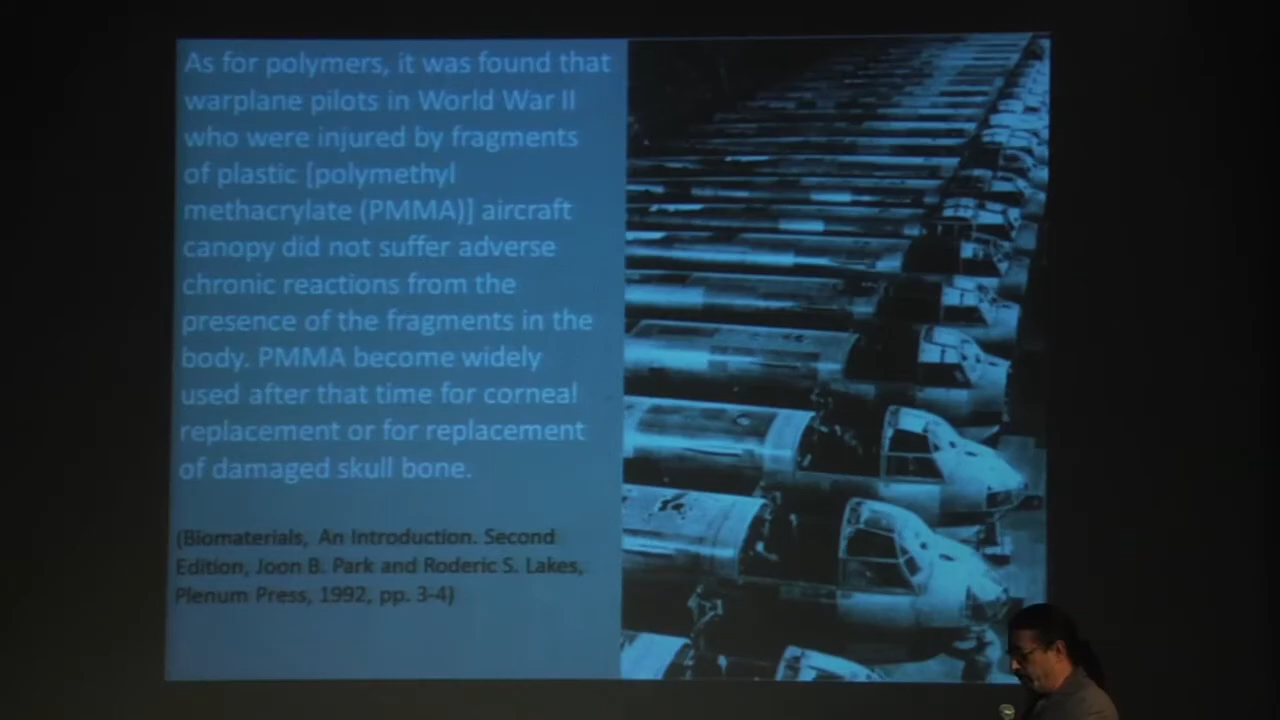 As for polymers, it was found that
warplane pilots in World War II
who were injured by fragments
of plastic [polymethyl
methacrylate (PMMA)] aircraft
canopy did not suffer adverse
chronic reactions from the
presence of the fragments in the
body. PMMA become widely
used after that time for corneal
replacement or for replacement
of damaged skull bone.
(Biomaterials, An Introduction. Second
Edition, Joon B. Park and Roderic S. Lakes,
Plenum Press, 1992, pp. 3-4)